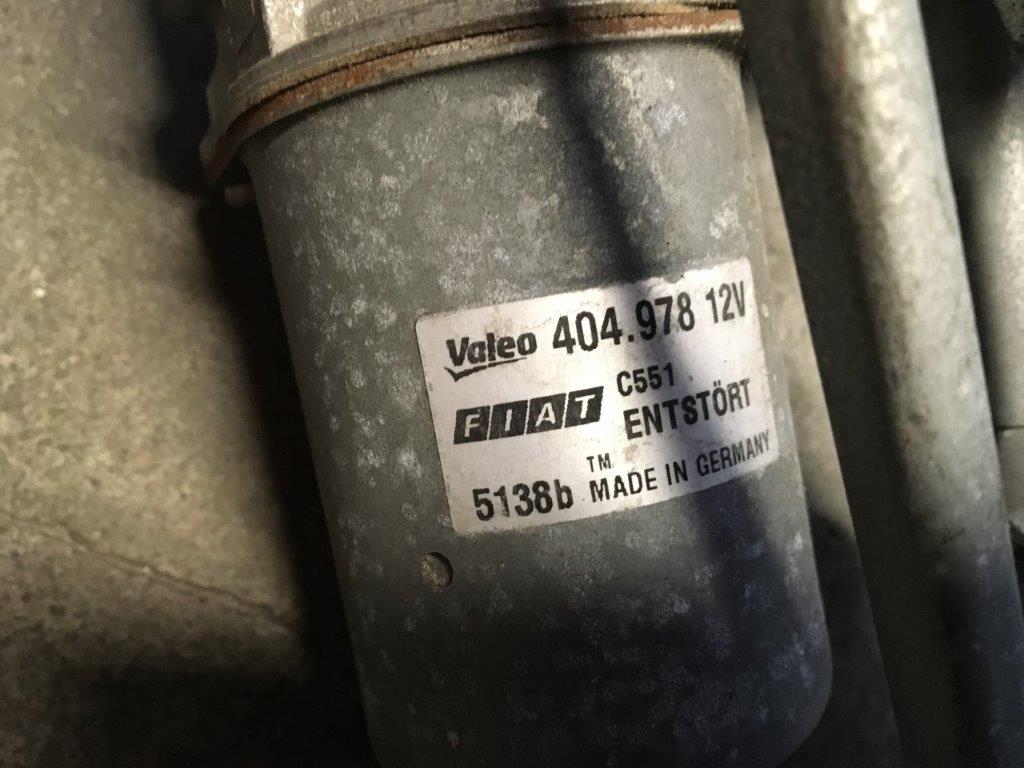 Valeo 404.978 12V
FIAT C551
ENTSTÖRT
5138b TM MADE IN GERMANY